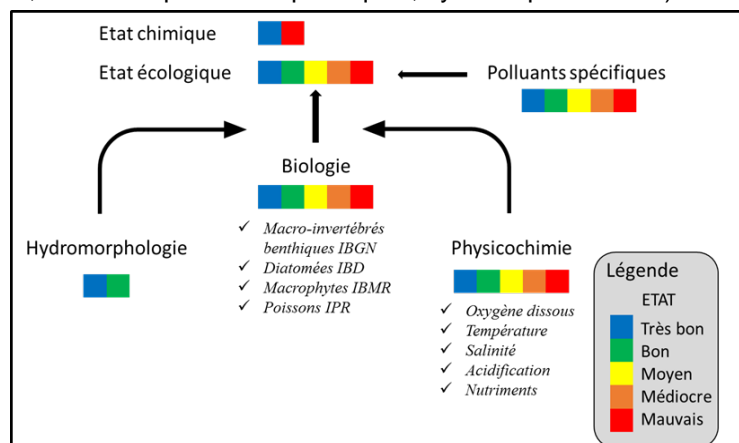 Etat chimique
Etat écologique
Polluants spécifiques
Biologie
✓ Macro-invertébrés
benthiques IBGN
✓ Diatomées IBD
✓ Macrophytes IBMR
✓ Poissons IPR
Hydromorphologie
Physicochimie
✓ Oxygène dissous
✓ Température
✓ Salinité
✓ Acidification
✓ Nutriments
Légende
ETAT
Très bon
Bon
Moyen
Médiocre
Mauvais